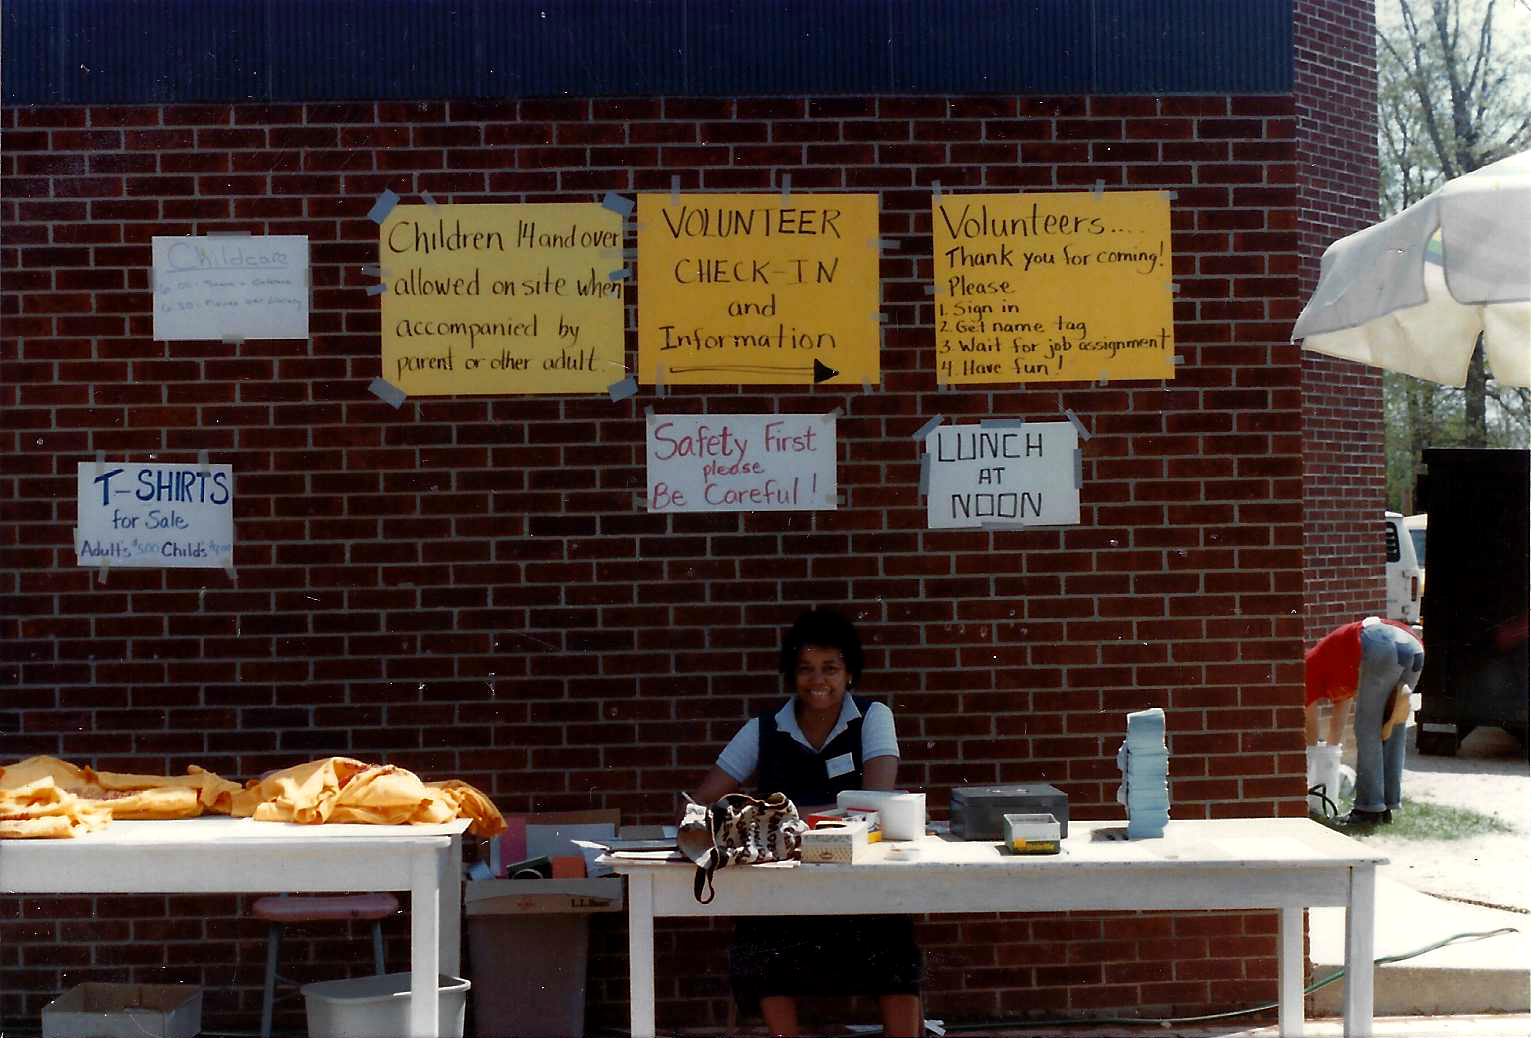 Childcare
Children 14 and over
allowed on site when
accompanied by
parent or other adult.
VOLUNTEER
CHECK-IN
and
Information
Volunteers....
Thank you for coming!
Please
1. Sign in
2. Get name tag
3. Wait for job assignment
4. Have fun!
T-SHIRTS
for Sale
Adult's $5.00 Child's
Safety First
please
Be Careful!
LUNCH
AT
NOON
L.L.Bean